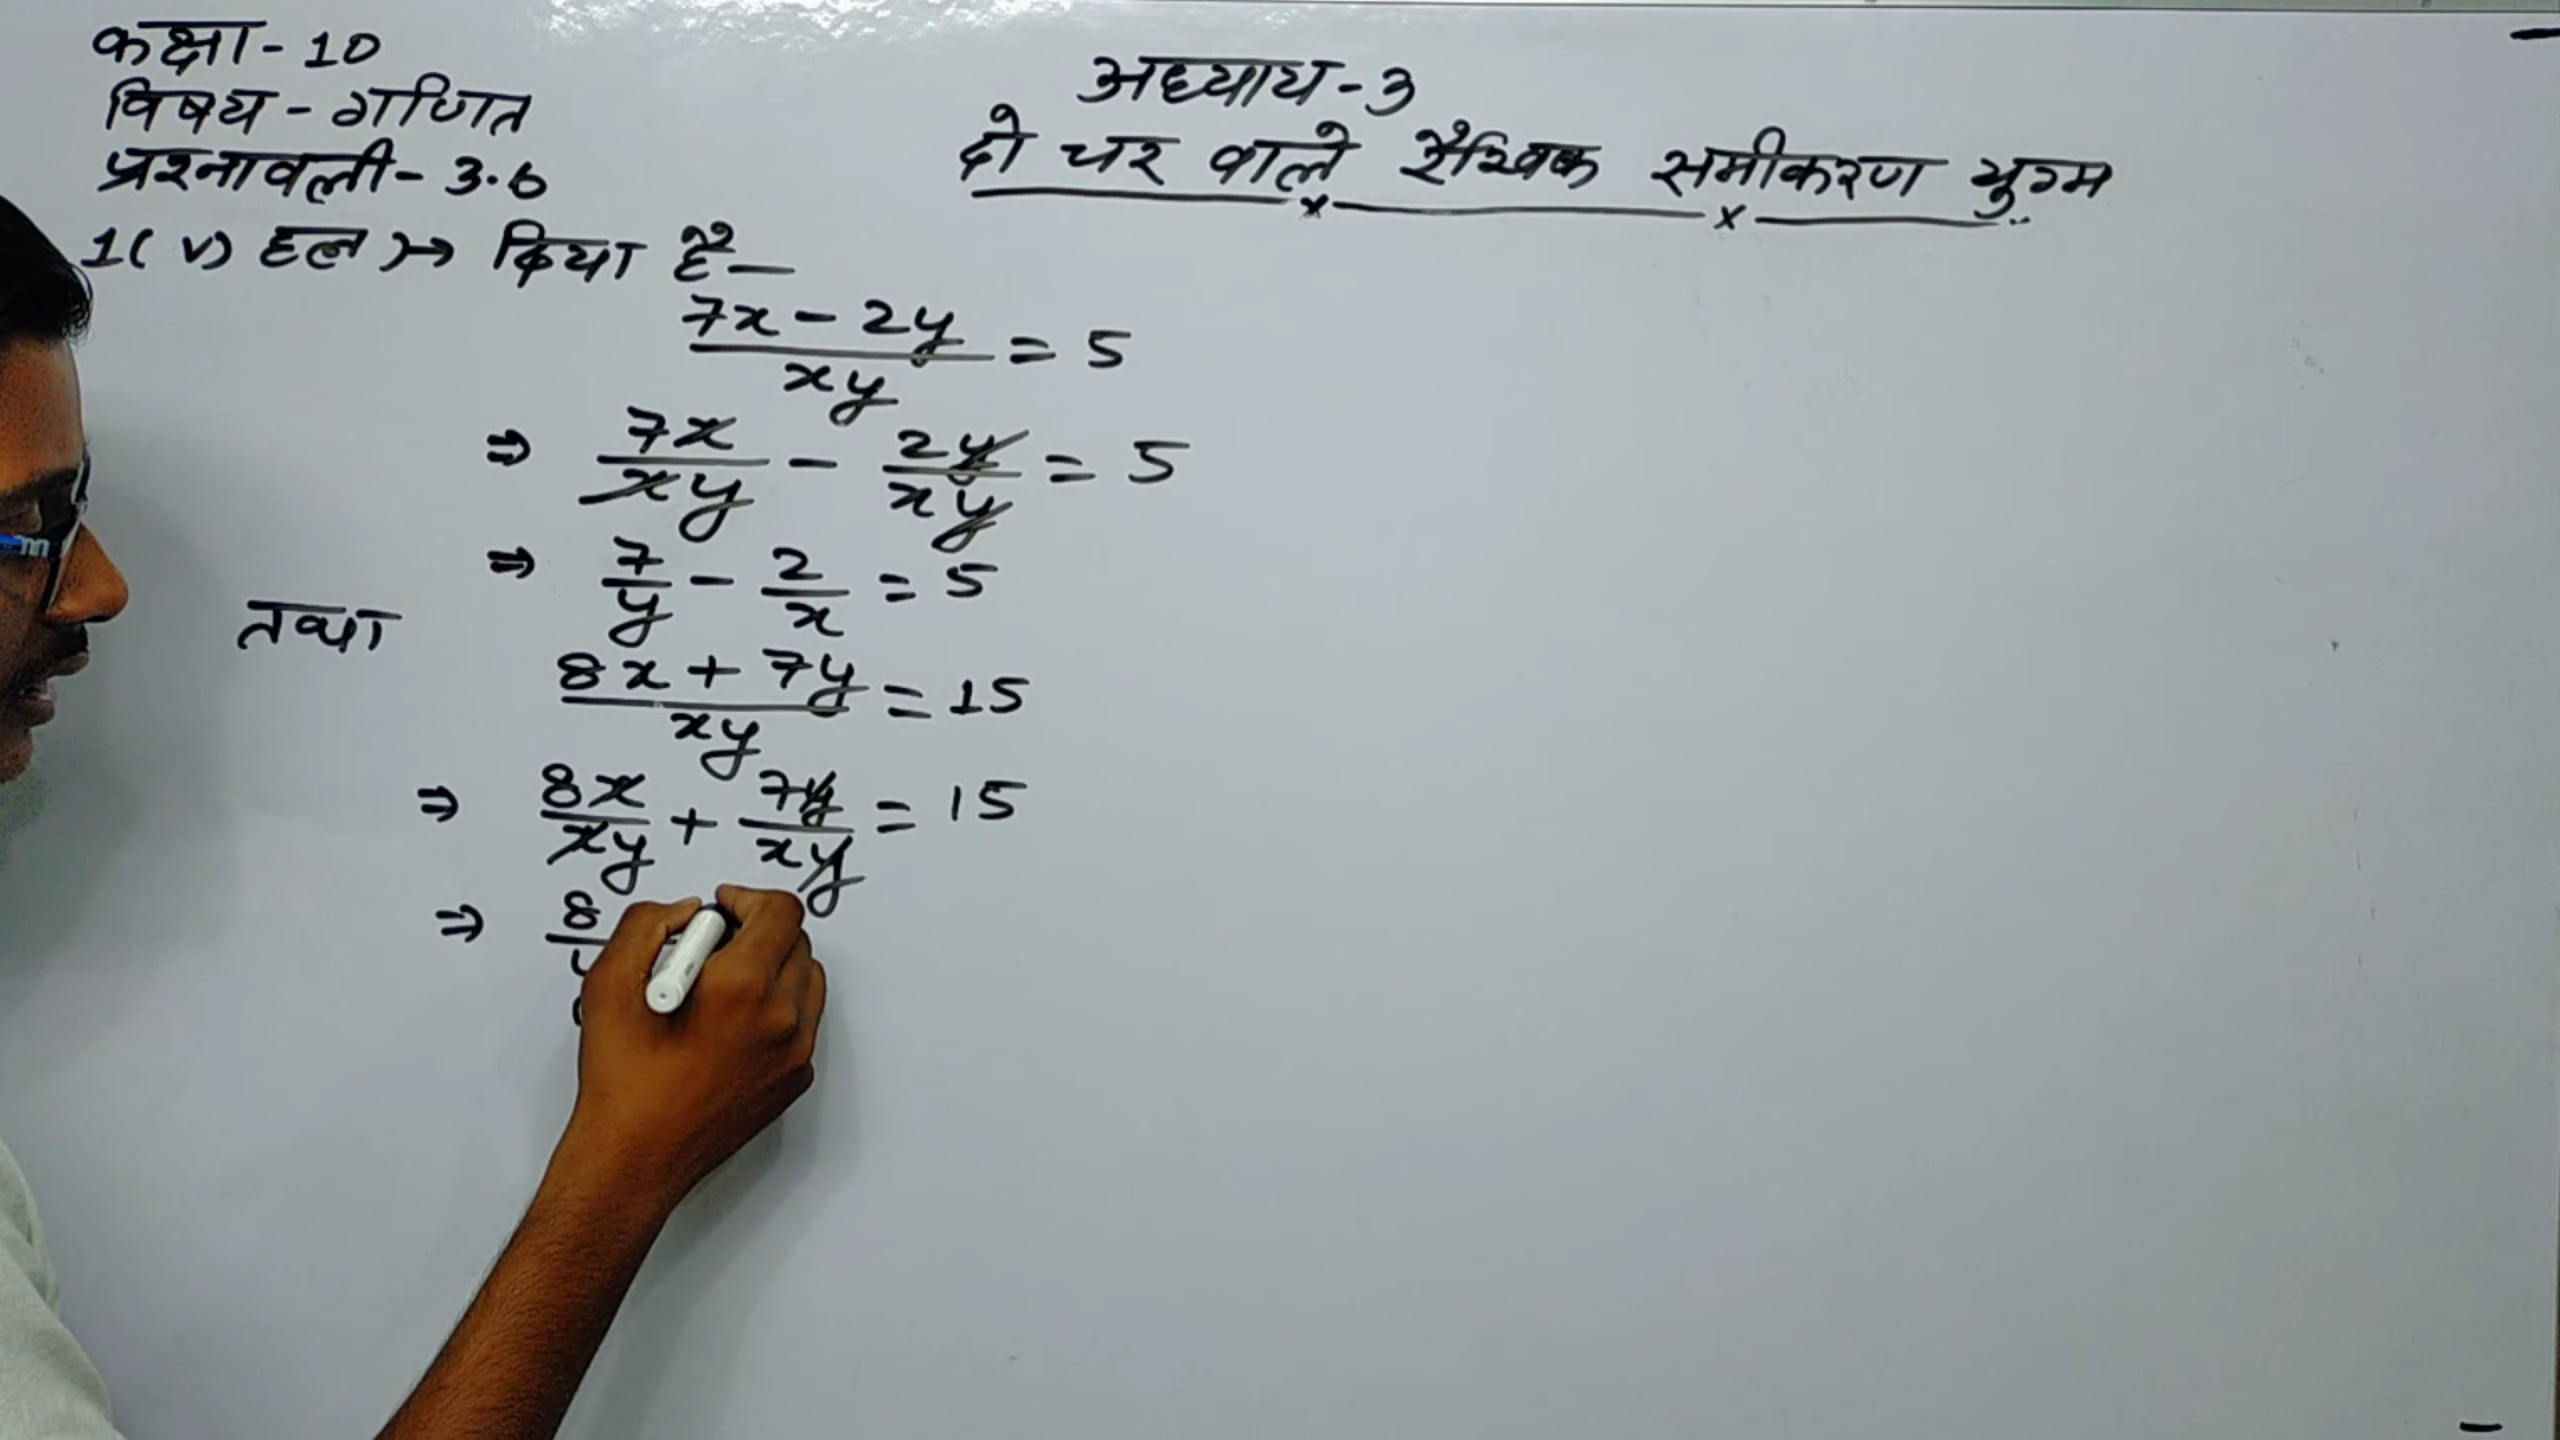 कक्षा - 10
विषय - गणित
प्रश्नावली - 3.6
अध्याय - 3
दो चर वाले रैखिक समीकरण युग्म
1(v) हल → दिया है —
7x - 2y / xy = 5
⇒ 7x/xy - 2y/xy = 5
⇒ 7/y - 2/x = 5
तथा
8x + 7y / xy = 15
⇒ 8x/xy + 7y/xy = 15
⇒ 8/y